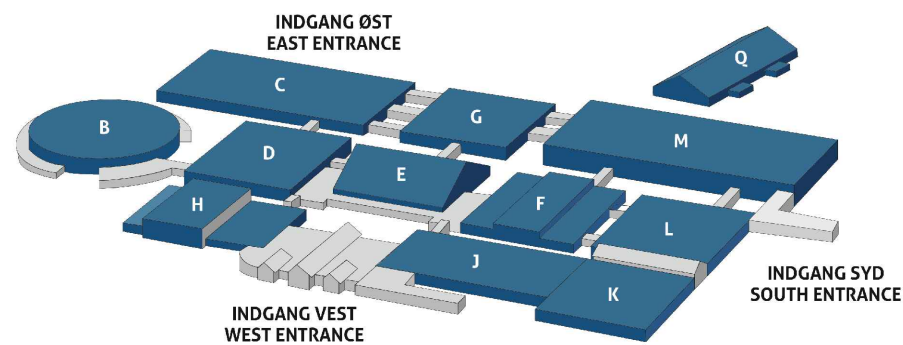 INDGANG ØST
EAST ENTRANCE
C
Q
B
G
M
D
E
H
F
L
J
K
INDGANG SYD
SOUTH ENTRANCE
INDGANG VEST
WEST ENTRANCE